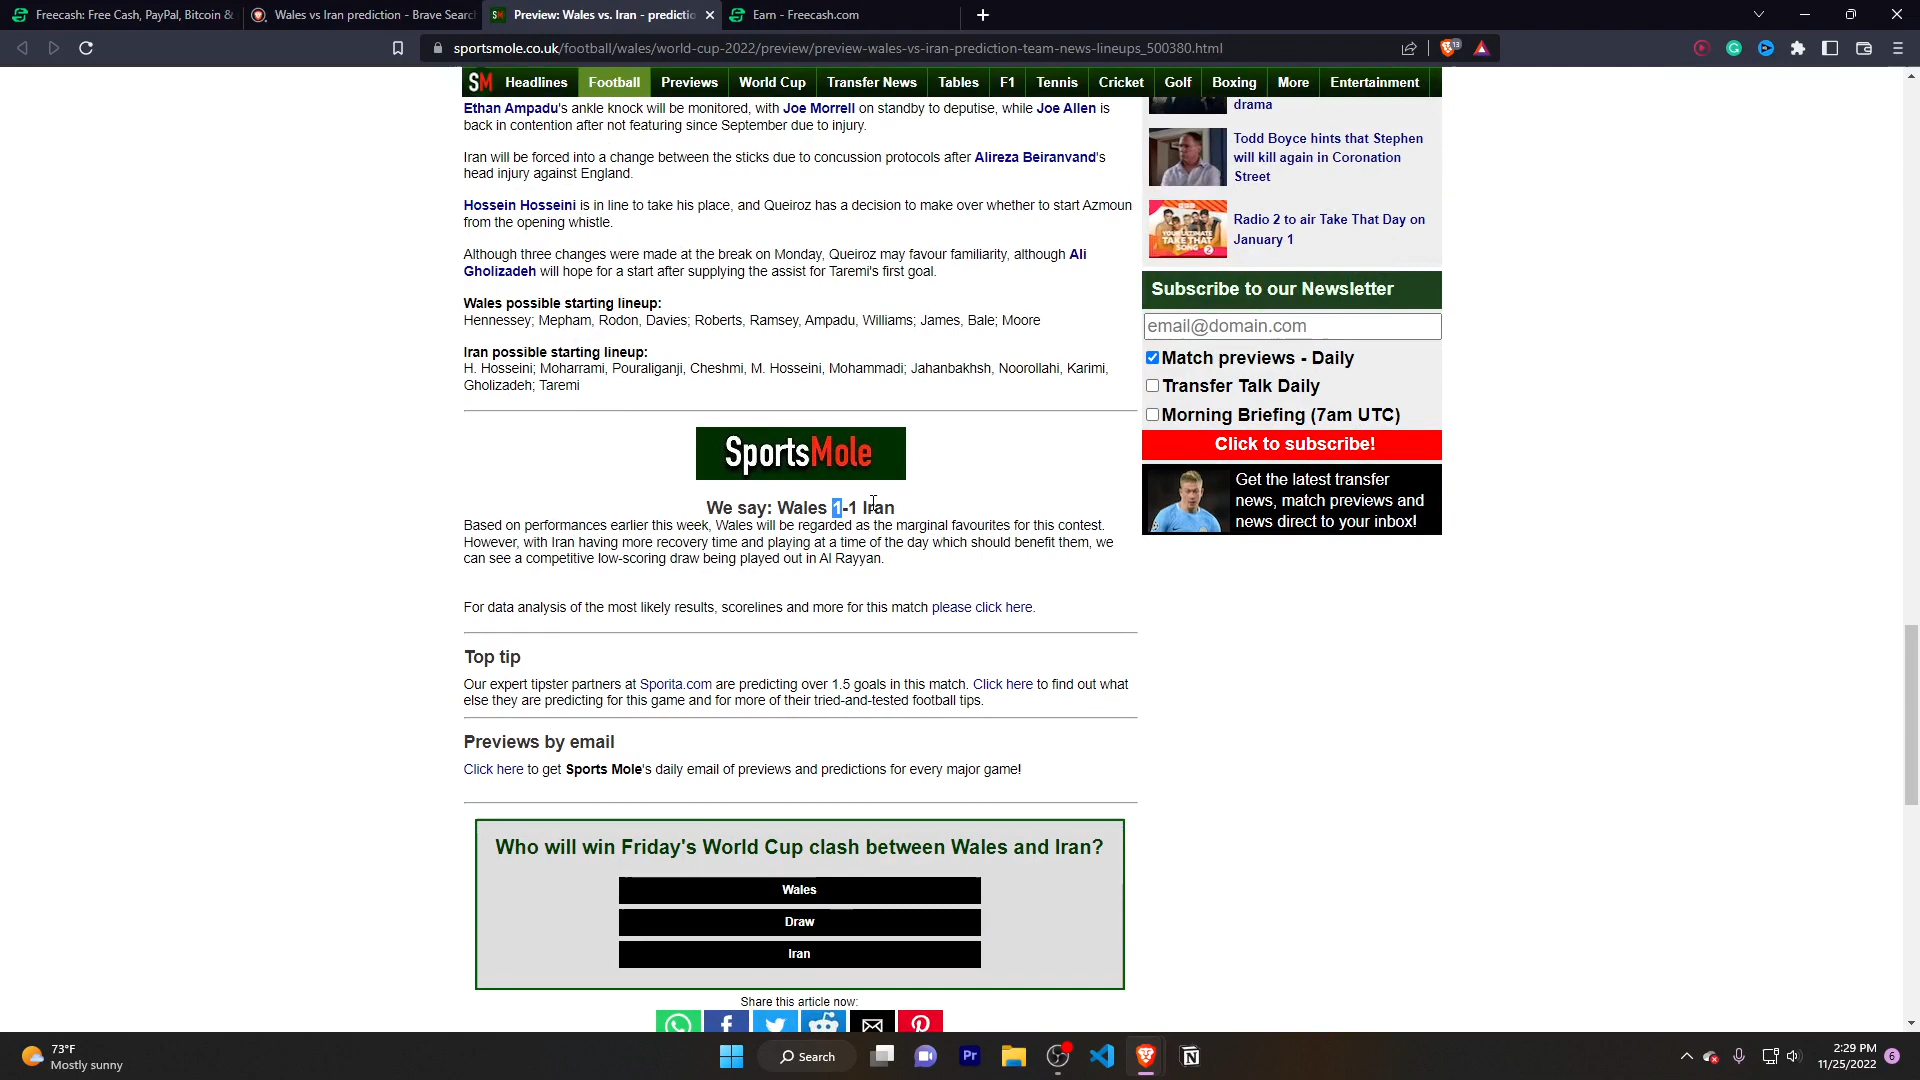 Freecash: Free Cash, PayPal, Bitcoin &
Wales vs Iran prediction - Brave Searc
Preview: Wales vs. Iran - predictio
Earn - Freecash.com
sportsmole.co.uk/football/wales/world-cup-2022/preview/preview-wales-vs-iran-prediction-team-news-lineups_500380.html
13
SM Headlines Football Previews World Cup Transfer News Tables F1 Tennis Cricket Golf Boxing More Entertainment
Ethan Ampadu's ankle knock will be monitored, with Joe Morrell on standby to deputise, while Joe Allen is
back in contention after not featuring since September due to injury.
Iran will be forced into a change between the sticks due to concussion protocols after Alireza Beiranvand's
head injury against England.
Hossein Hosseini is in line to take his place, and Queiroz has a decision to make over whether to start Azmoun
from the opening whistle.
Although three changes were made at the break on Monday, Queiroz may favour familiarity, although Ali
Gholizadeh will hope for a start after supplying the assist for Taremi's first goal.
Wales possible starting lineup:
Hennessey; Mepham, Rodon, Davies; Roberts, Ramsey, Ampadu, Williams; James, Bale; Moore
Iran possible starting lineup:
H. Hosseini; Moharrami, Pouraliganji, Cheshmi, M. Hosseini, Mohammadi; Jahanbakhsh, Noorollahi, Karimi,
Gholizadeh; Taremi
SportsMole
We say: Wales 1-1 Iran
Based on performances earlier this week, Wales will be regarded as the marginal favourites for this contest.
However, with Iran having more recovery time and playing at a time of the day which should benefit them, we
can see a competitive low-scoring draw being played out in Al Rayyan.
For data analysis of the most likely results, scorelines and more for this match please click here.
Top tip
Our expert tipster partners at Sporita.com are predicting over 1.5 goals in this match. Click here to find out what
else they are predicting for this game and for more of their tried-and-tested football tips.
Previews by email
Click here to get Sports Mole's daily email of previews and predictions for every major game!
Who will win Friday's World Cup clash between Wales and Iran?
Wales
Draw
Iran
Share this article now:
drama
Todd Boyce hints that Stephen
will kill again in Coronation
Street
YOUR ULTIMATE
TAKE THAT
SONG
Radio 2 to air Take That Day on
January 1
Subscribe to our Newsletter
email@domain.com
Match previews - Daily
Transfer Talk Daily
Morning Briefing (7am UTC)
Click to subscribe!
Get the latest transfer
news, match previews and
news direct to your inbox!
73°F
Mostly sunny
Search
Pr
2:29 PM
11/25/2022
6